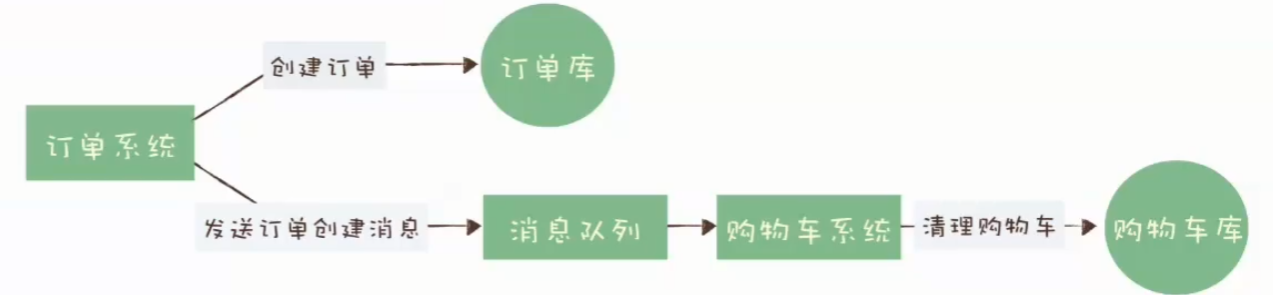 创建订单
订单库
订单系统
发送订单创建消息
消息队列
购物车系统
清理购物车
购物车库